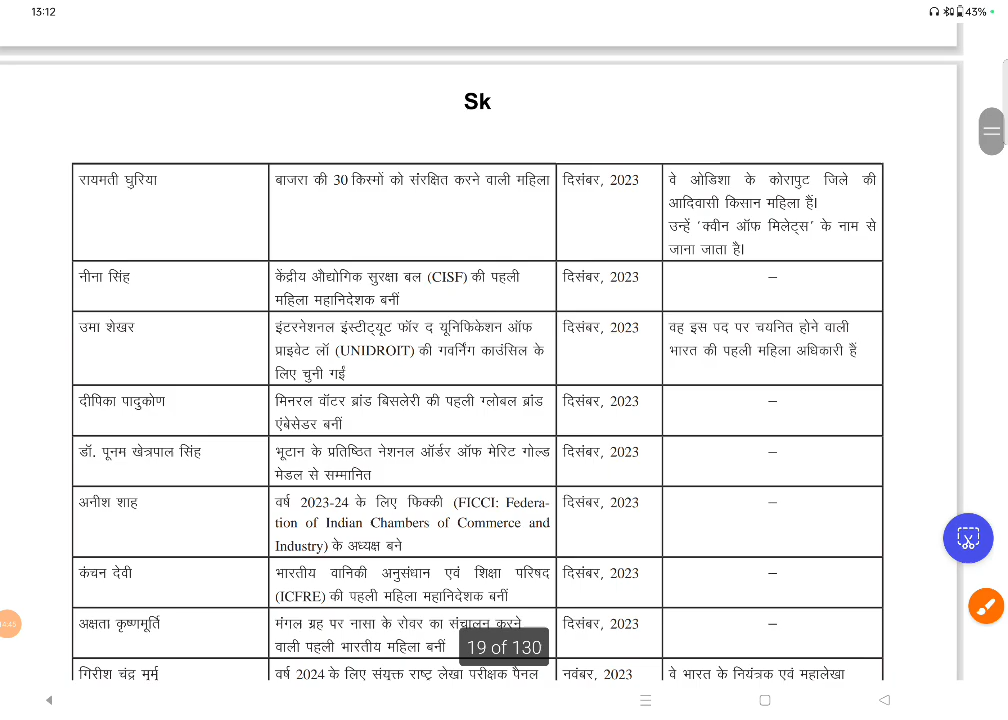 13:12
43%
Sk
रायमती घुरिया
बाजरा की 30 किस्मों को संरक्षित करने वाली महिला
दिसंबर, 2023
वे ओडिशा के कोरापुट जिले की
आदिवासी किसान महिला हैं।
उन्हें 'क्वीन ऑफ मिलेट्स' के नाम से
जाना जाता है।
नीना सिंह
केंद्रीय औद्योगिक सुरक्षा बल (CISF) की पहली
महिला महानिदेशक बनीं
दिसंबर, 2023
–
उमा शेखर
इंटरनेशनल इंस्टीट्यूट फॉर द यूनिफिकेशन ऑफ
प्राइवेट लॉ (UNIDROIT) की गवर्निंग काउंसिल के
लिए चुनी गईं
दिसंबर, 2023
वह इस पद पर चयनित होने वाली
भारत की पहली महिला अधिकारी हैं
दीपिका पादुकोण
मिनरल वॉटर ब्रांड बिसलेरी की पहली ग्लोबल ब्रांड
एंबेसेडर बनीं
दिसंबर, 2023
–
डॉ. पूनम खेत्रपाल सिंह
भूटान के प्रतिष्ठित नेशनल ऑर्डर ऑफ मेरिट गोल्ड
मेडल से सम्मानित
दिसंबर, 2023
–
अनीश शाह
वर्ष 2023-24 के लिए फिक्की (FICCI: Federa-
tion of Indian Chambers of Commerce and
Industry) के अध्यक्ष बने
दिसंबर, 2023
–
कंचन देवी
भारतीय वानिकी अनुसंधान एवं शिक्षा परिषद
(ICFRE) की पहली महिला महानिदेशक बनीं
दिसंबर, 2023
–
अक्षता कृष्णमूर्ति
मंगल ग्रह पर नासा के रोवर का संचालन करने
वाली पहली भारतीय महिला बनीं
दिसंबर, 2023
–
14:43
19 of 130
गिरीश चंद्र मुर्मू
वर्ष 2024 के लिए संयुक्त राष्ट्र लेखा परीक्षक पैनल
नवंबर, 2023
वे भारत के नियंत्रक एवं महालेखा